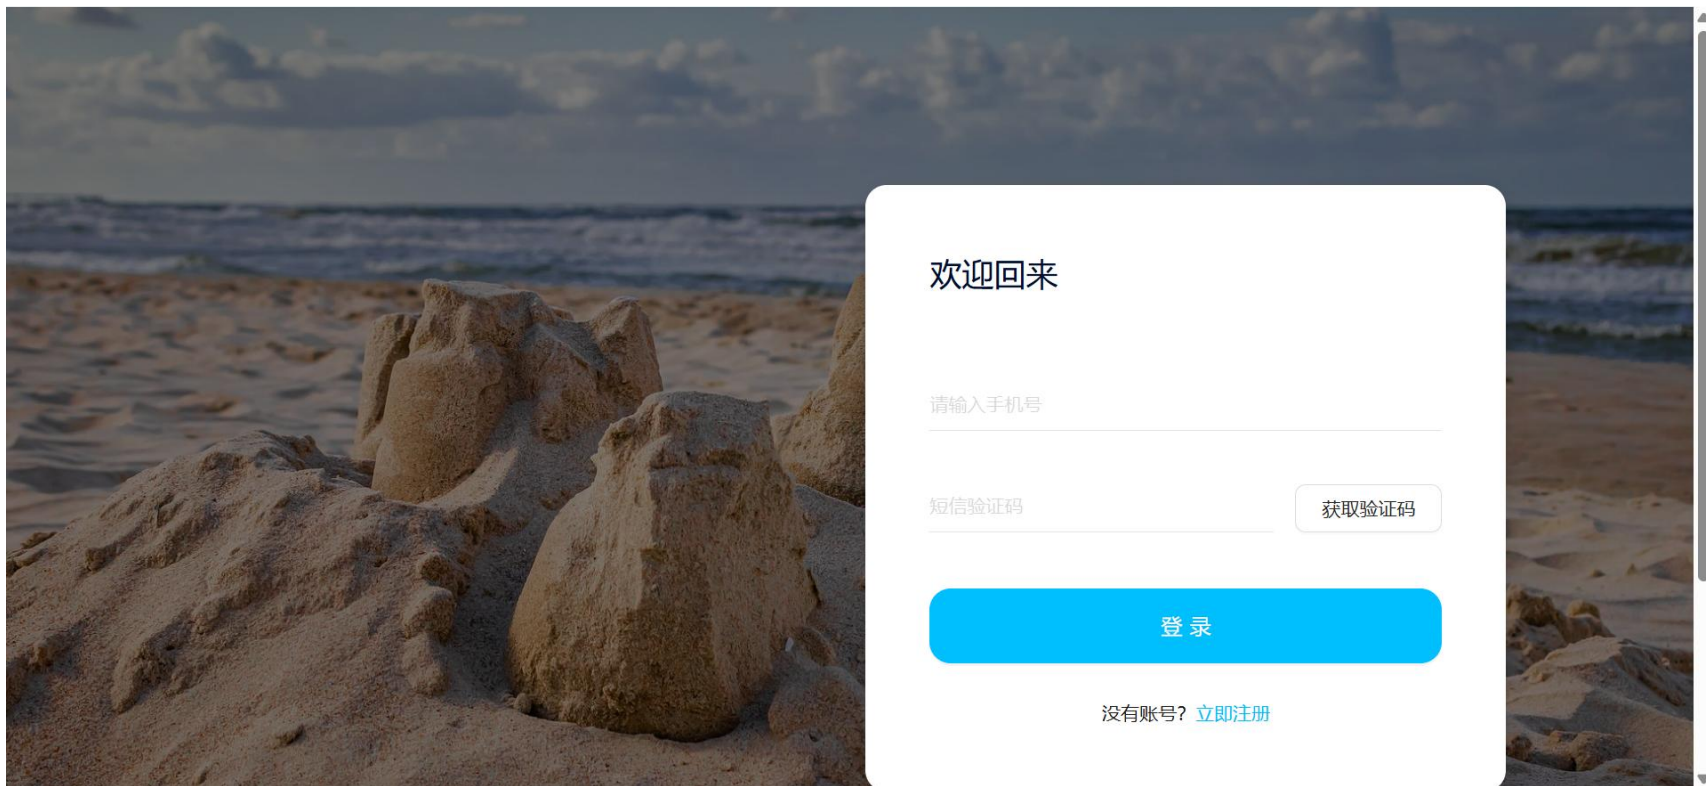 欢迎回来
请输入手机号
短信验证码 获取验证码
登 录
没有账号? 立即注册